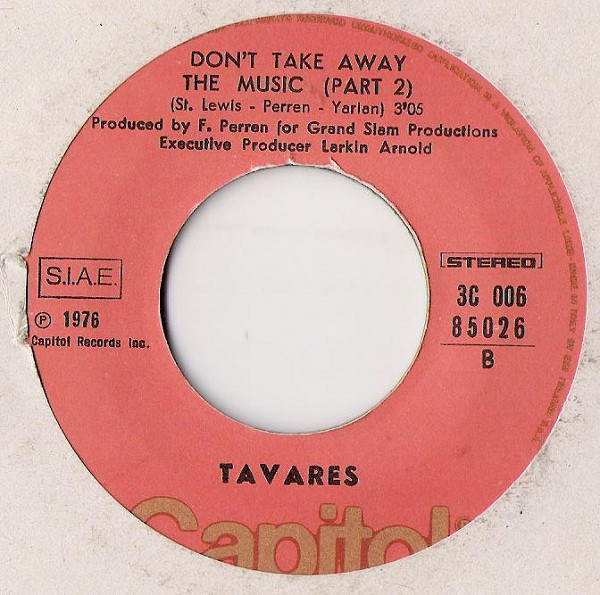 DON'T TAKE AWAY
THE MUSIC (PART 2)
(St. Lewis - Perren - Yarian) 3'05
Produced by F. Perren for Grand Slam Productions
Executive Producer Larkin Arnold
S.I.A.E.
STEREO
℗ 1976
Capitol Records Inc.
3C 006
85026
B
TAVARES
Capitol